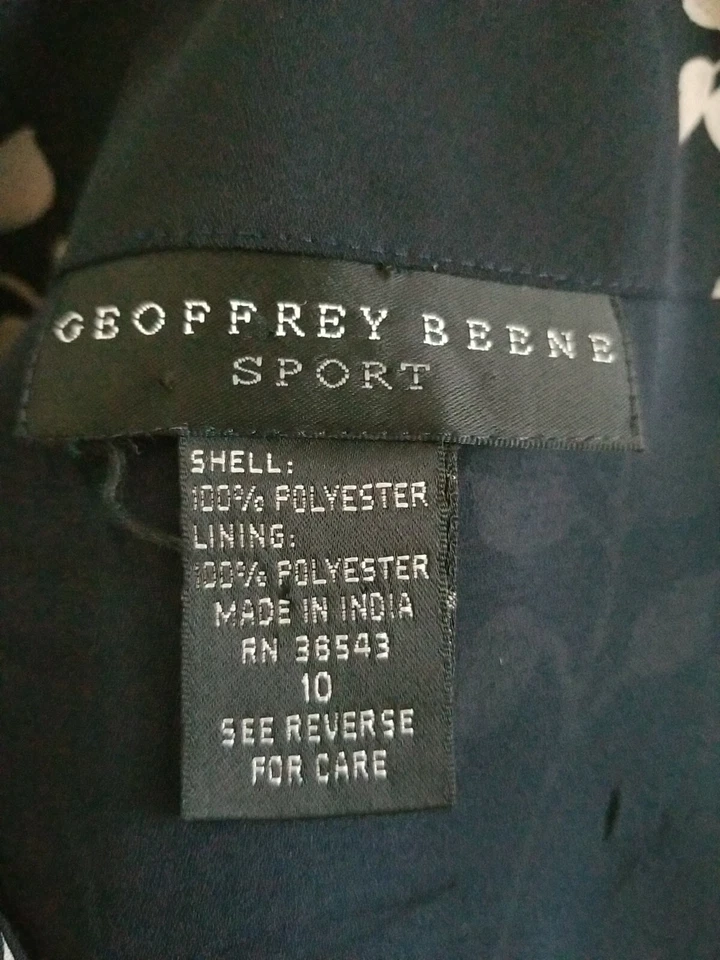 GEOFFREY BEENE
SPORT
SHELL:
100% POLYESTER
LINING:
100% POLYESTER
MADE IN INDIA
RN 36543
10
SEE REVERSE
FOR CARE